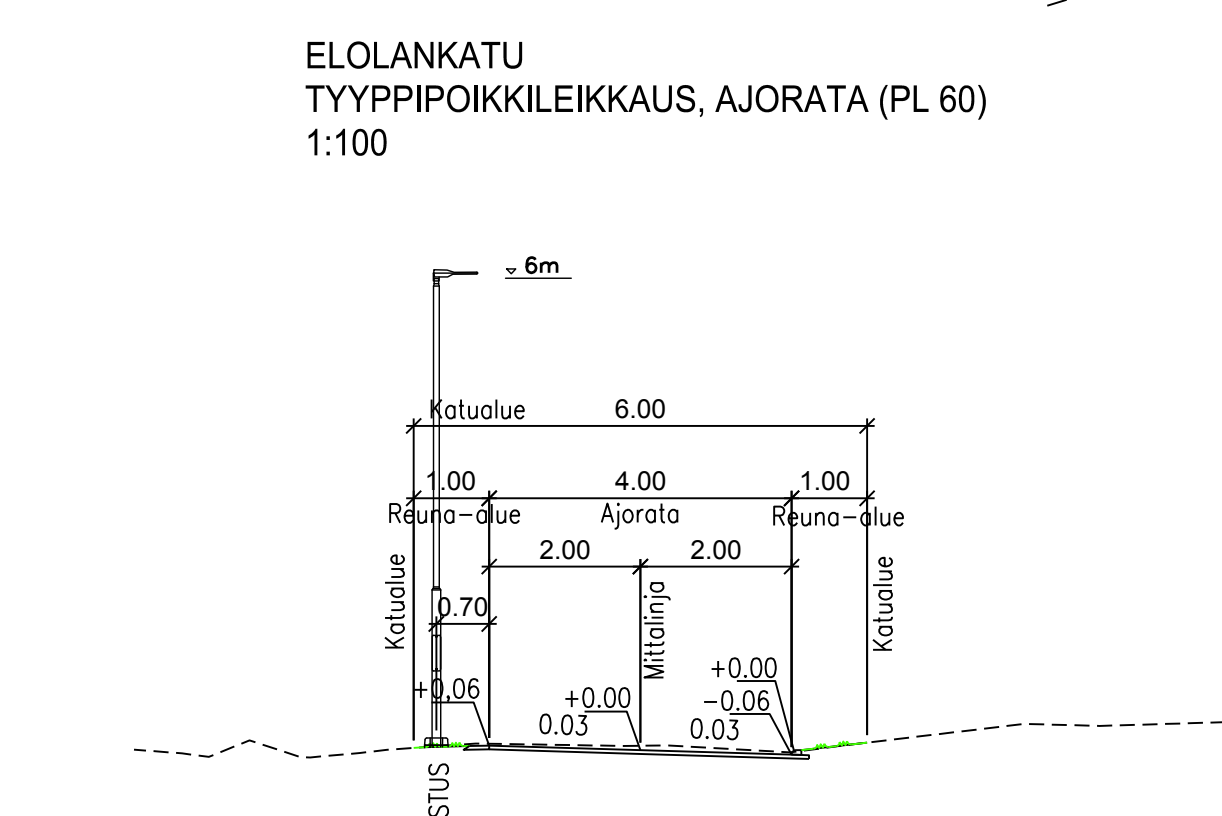 ELOLANKATU
TYYPPIPOIKKILEIKKAUS, AJORATA (PL 60)
1:100
6m
Katualue 6.00
1.00 4.00 1.00
Reuna-alue Ajorata Reuna-alue
2.00 2.00
Katualue Mittalinja Katualue
0.70
+0.00
+0,06 +0.00 -0.06
0.03 0.03
STUS